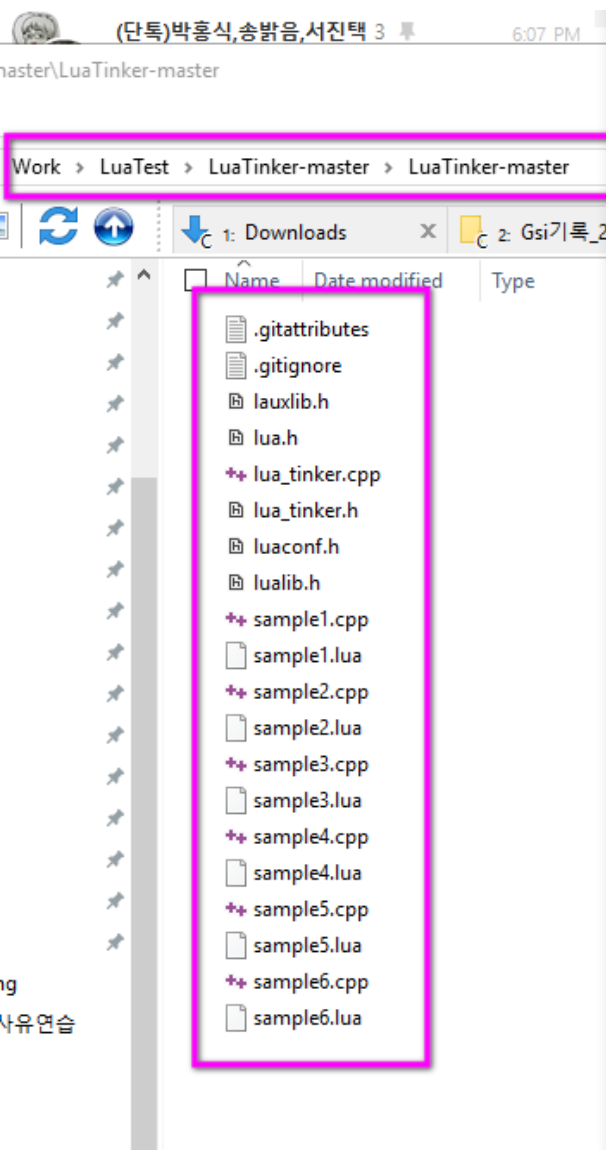 (단톡)박홍식,송밝음,서진택 3 6:07 PM
master\LuaTinker-master
Work > LuaTest > LuaTinker-master > LuaTinker-master
C 1: Downloads C 2: Gsi기록_2
Name Date modified Type
.gitattributes
.gitignore
lauxlib.h
lua.h
lua_tinker.cpp
lua_tinker.h
luaconf.h
lualib.h
sample1.cpp
sample1.lua
sample2.cpp
sample2.lua
sample3.cpp
sample3.lua
sample4.cpp
sample4.lua
sample5.cpp
sample5.lua
sample6.cpp
ng
sample6.lua
사유연습